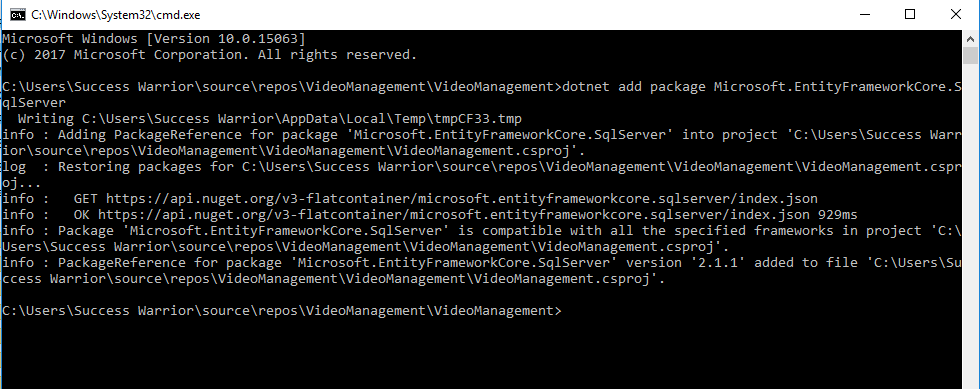 C:\Windows\System32\cmd.exe
Microsoft Windows [Version 10.0.15063]
(c) 2017 Microsoft Corporation. All rights reserved.
C:\Users\Success Warrior\source\repos\VideoManagement\VideoManagement>dotnet add package Microsoft.EntityFrameworkCore.S
qlServer
  Writing C:\Users\Success Warrior\AppData\Local\Temp\tmpCF33.tmp
info : Adding PackageReference for package 'Microsoft.EntityFrameworkCore.SqlServer' into project 'C:\Users\Success Warr
ior\source\repos\VideoManagement\VideoManagement\VideoManagement.csproj'.
log  : Restoring packages for C:\Users\Success Warrior\source\repos\VideoManagement\VideoManagement\VideoManagement.cspr
oj...
info :   GET https://api.nuget.org/v3-flatcontainer/microsoft.entityframeworkcore.sqlserver/index.json
info :   OK https://api.nuget.org/v3-flatcontainer/microsoft.entityframeworkcore.sqlserver/index.json 929ms
info : Package 'Microsoft.EntityFrameworkCore.SqlServer' is compatible with all the specified frameworks in project 'C:\
Users\Success Warrior\source\repos\VideoManagement\VideoManagement\VideoManagement.csproj'.
info : PackageReference for package 'Microsoft.EntityFrameworkCore.SqlServer' version '2.1.1' added to file 'C:\Users\Su
ccess Warrior\source\repos\VideoManagement\VideoManagement\VideoManagement.csproj'.
C:\Users\Success Warrior\source\repos\VideoManagement\VideoManagement>